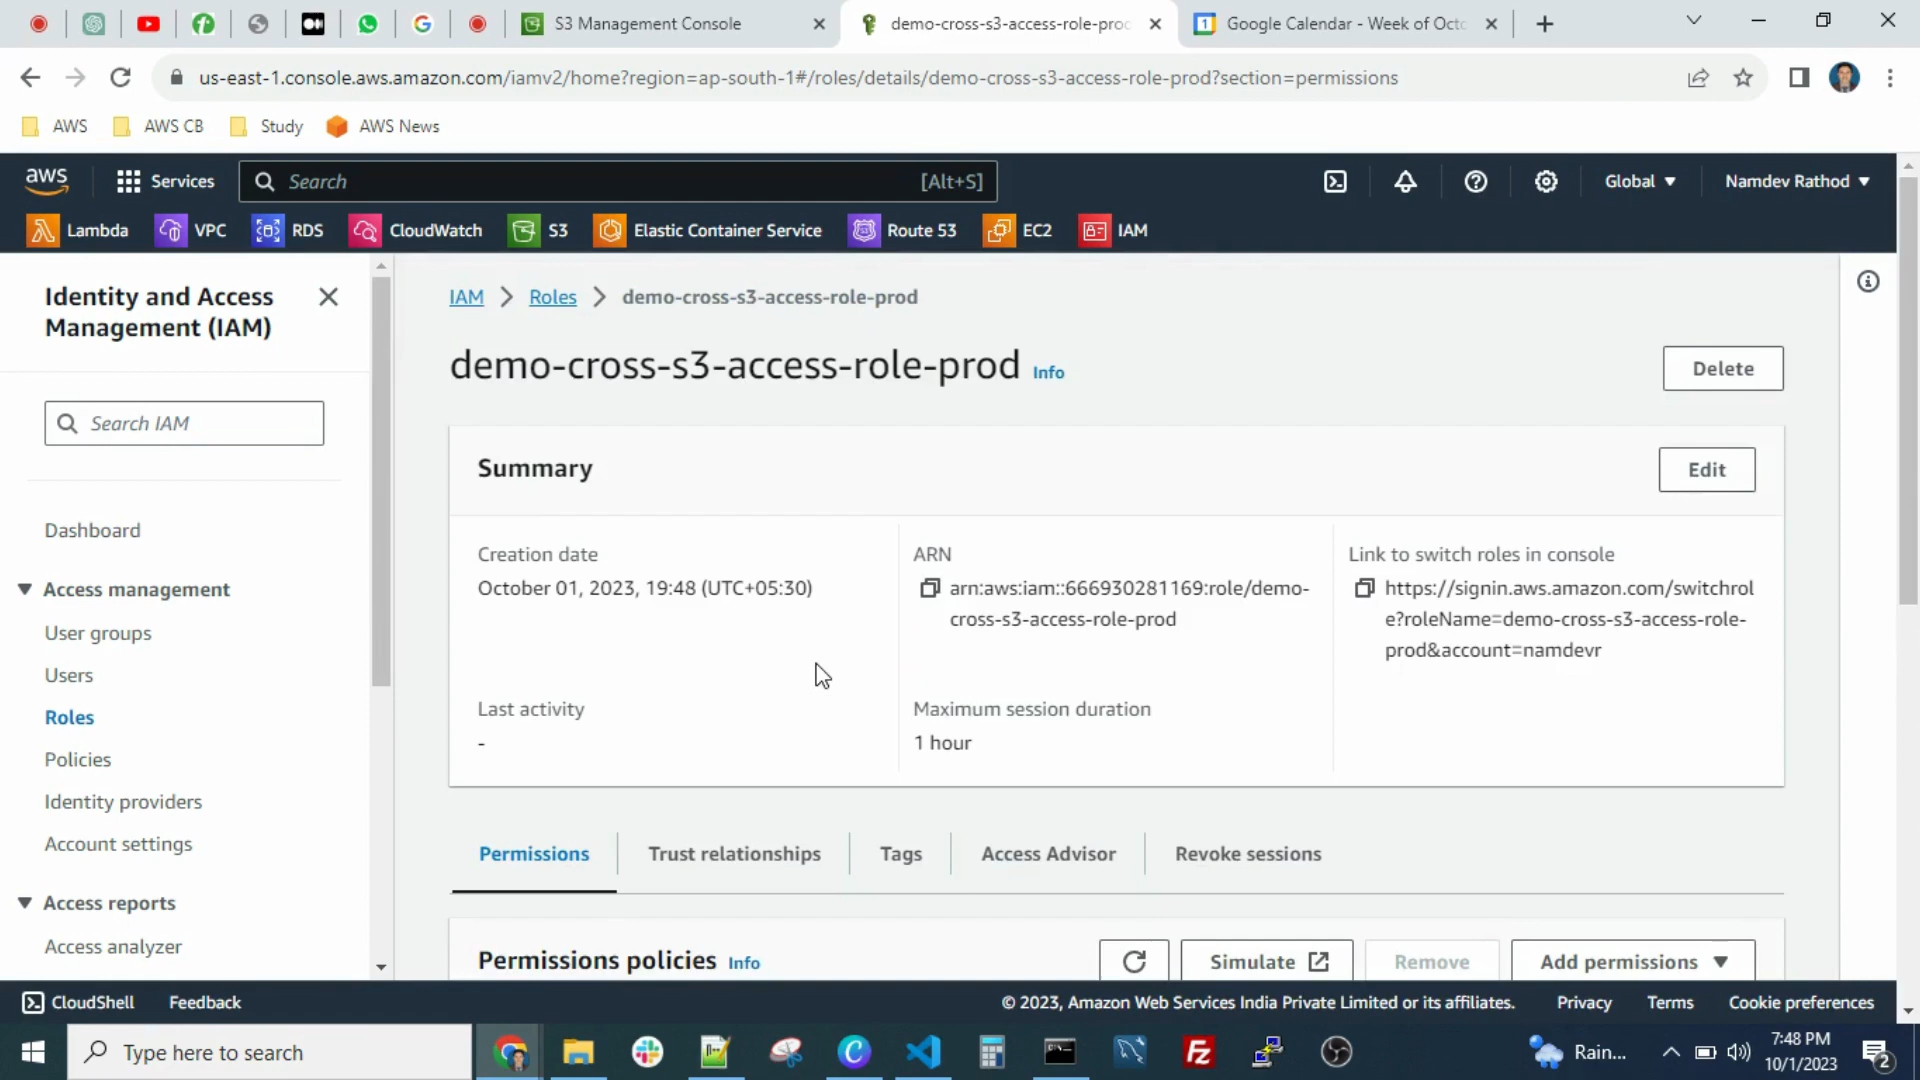 S3 Management Console
demo-cross-s3-access-role-prod
Google Calendar - Week of Octo
us-east-1.console.aws.amazon.com/iamv2/home?region=ap-south-1#/roles/details/demo-cross-s3-access-role-prod?section=permissions
AWS
AWS CB
Study
AWS News
aws
Services
Search
[Alt+S]
Global
Namdev Rathod
Lambda
VPC
RDS
CloudWatch
S3
Elastic Container Service
Route 53
EC2
IAM
Identity and Access
Management (IAM)
Search IAM
Dashboard
Access management
User groups
Users
Roles
Policies
Identity providers
Account settings
Access reports
Access analyzer
IAM
Roles
demo-cross-s3-access-role-prod
demo-cross-s3-access-role-prod Info
Delete
Summary
Edit
Creation date
October 01, 2023, 19:48 (UTC+05:30)
ARN
arn:aws:iam::666930281169:role/demo-
cross-s3-access-role-prod
Link to switch roles in console
https://signin.aws.amazon.com/switchrol
e?roleName=demo-cross-s3-access-role-
prod&account=namdevr
Last activity
-
Maximum session duration
1 hour
Permissions
Trust relationships
Tags
Access Advisor
Revoke sessions
Permissions policies Info
Simulate
Remove
Add permissions
CloudShell
Feedback
© 2023, Amazon Web Services India Private Limited or its affiliates.
Privacy
Terms
Cookie preferences
Type here to search
Rain...
7:48 PM
10/1/2023
2